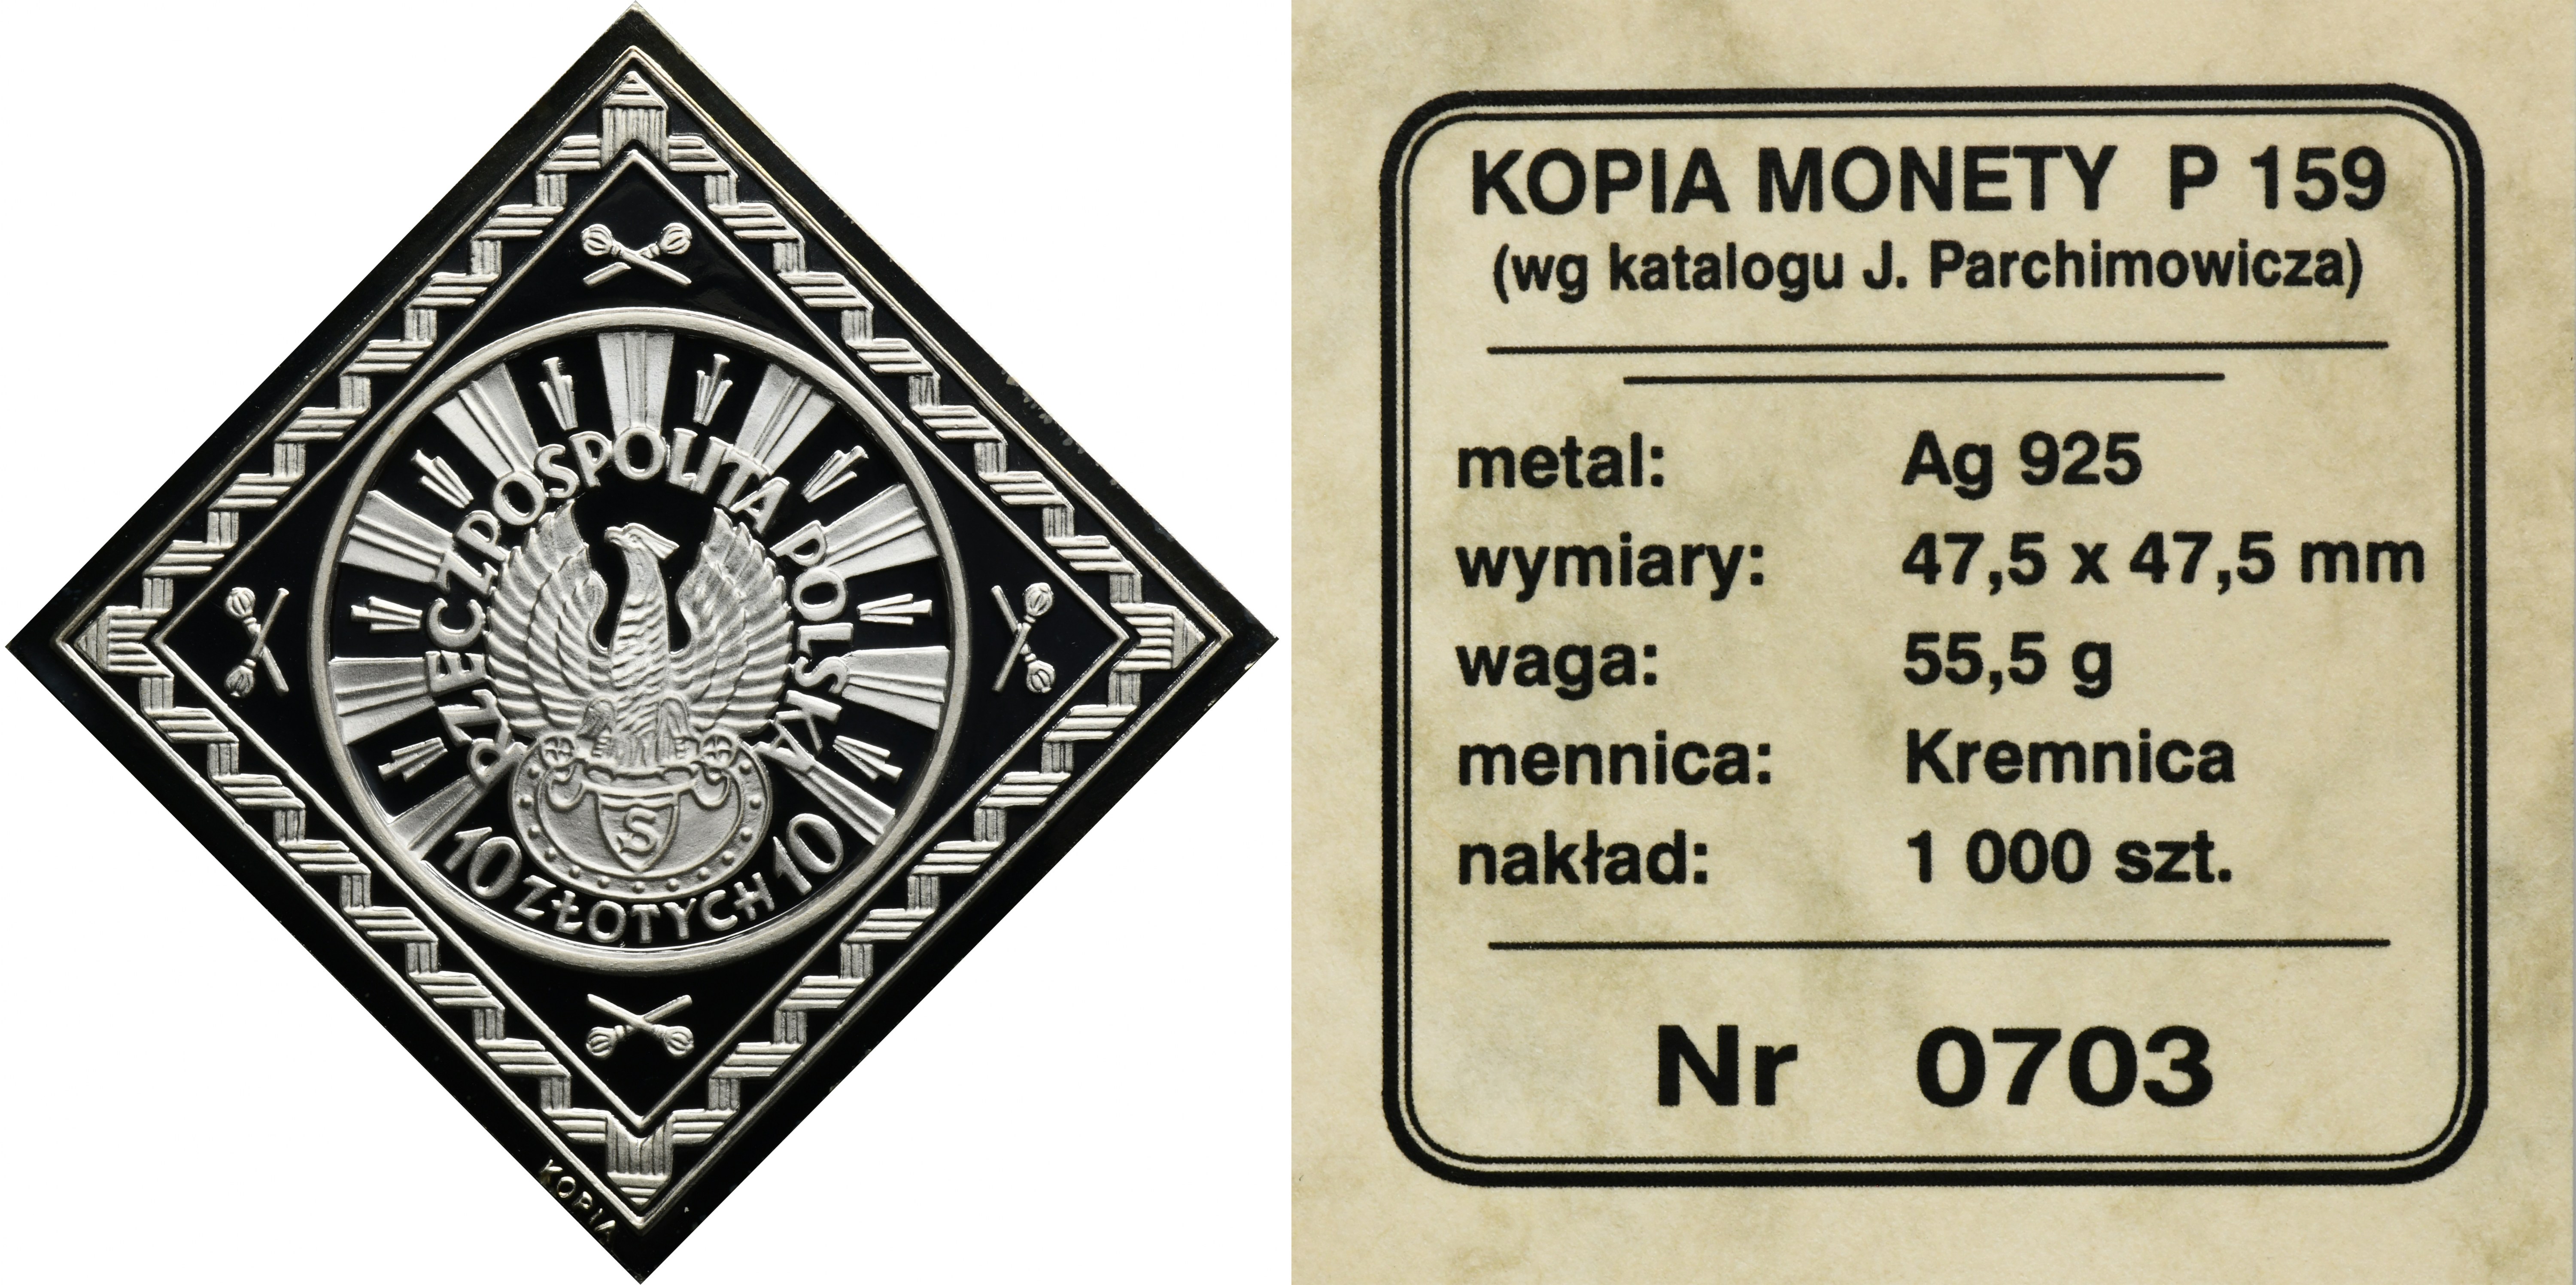 RZECZPOSPOLITA POLSKA
S
10 ZŁOTYCH 10
KOPIA
KOPIA MONETY P 159
(wg katalogu J. Parchimowicza)
metal: Ag 925
wymiary: 47,5 x 47,5 mm
waga: 55,5 g
mennica: Kremnica
nakład: 1 000 szt.
Nr 0703